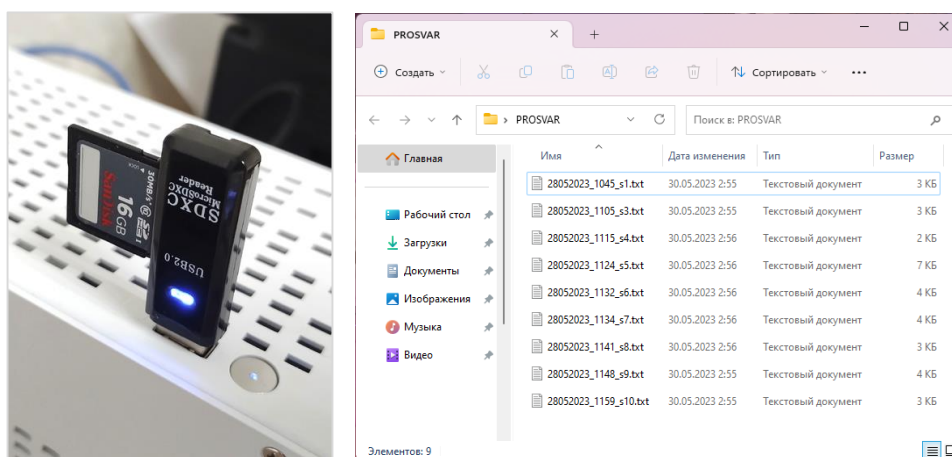 LOCK
30MB/s
SanDisk
16GB
SDXC
MicroSDXC
Reader
USB2.0
PROSVAR
Создать
Сортировать
PROSVAR
Поиск в: PROSVAR
Главная
Рабочий стол
Загрузки
Документы
Изображения
Музыка
Видео
Имя Дата изменения Тип Размер
28052023_1045_s1.txt 30.05.2023 2:55 Текстовый документ 3 КБ
28052023_1105_s3.txt 30.05.2023 2:55 Текстовый документ 3 КБ
28052023_1115_s4.txt 30.05.2023 2:56 Текстовый документ 2 КБ
28052023_1124_s5.txt 30.05.2023 2:56 Текстовый документ 7 КБ
28052023_1132_s6.txt 30.05.2023 2:56 Текстовый документ 4 КБ
28052023_1134_s7.txt 30.05.2023 2:56 Текстовый документ 4 КБ
28052023_1141_s8.txt 30.05.2023 2:56 Текстовый документ 3 КБ
28052023_1148_s9.txt 30.05.2023 2:55 Текстовый документ 4 КБ
28052023_1159_s10.txt 30.05.2023 2:55 Текстовый документ 3 КБ
Элементов: 9